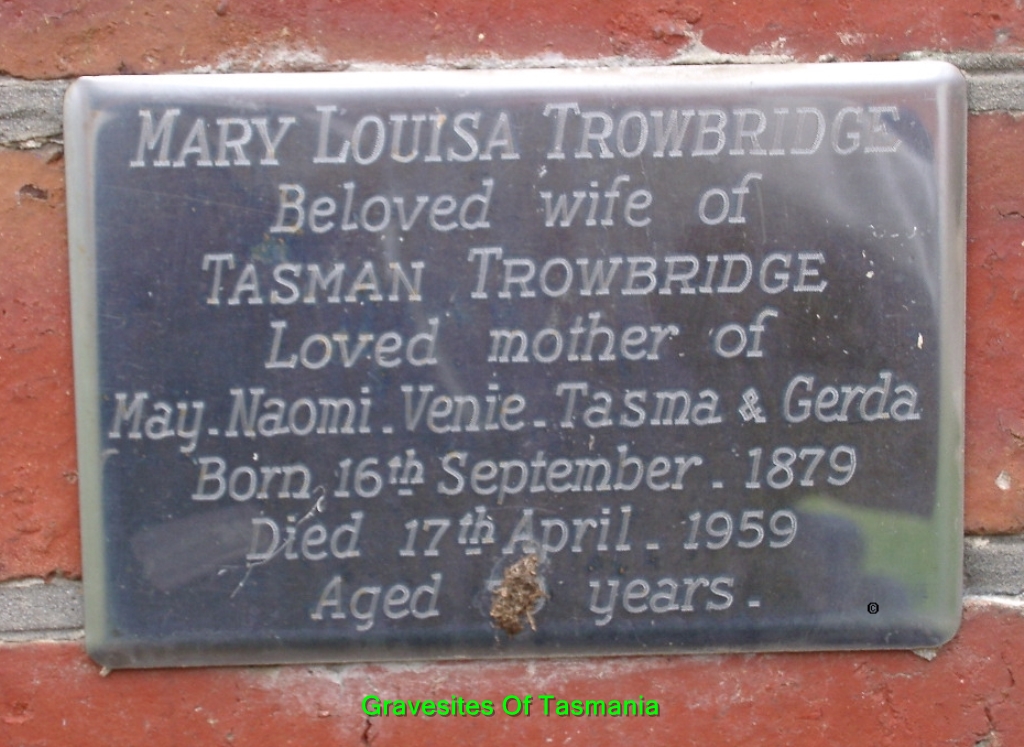 MARY LOUISA TROWBRIDGE
Beloved wife of
TASMAN TROWBRIDGE
Loved mother of
May. Naomi. Venie. Tasma & Gerda
Born 16th September. 1879
Died 17th April. 1959
Aged years.
©
Gravesites Of Tasmania